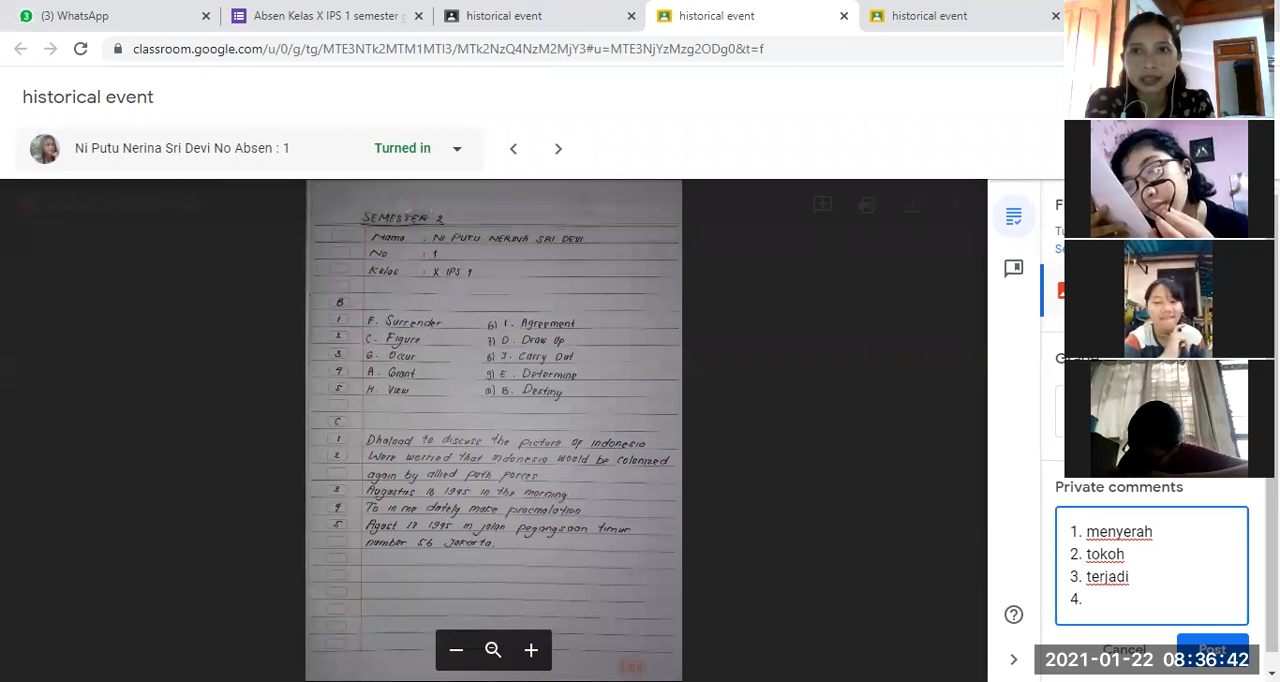 (3) WhatsApp
Absen Kelas X IPS 1 semester
historical event
historical event
historical event
classroom.google.com/u/0/g/tg/MTE3NTk2MTM1MTI3/MTk2NzQ4NzM2MjY3#u=MTE3NjYzMzg2ODg0&t=f
historical event
Ni Putu Nerina Sri Devi No Absen : 1
Turned in
SEMESTER 2
Nama : NI PUTU NERINA SRI DEVI
No : 1
Kelas : X IPS 1
B
1 F. Surrender 6) I. Agreement
2 C. Figure 7) D. Draw Up
3 G. Occur 8) J. Carry Out
4 A. Grant 9) E. Determine
5 H. View 10) B. Destiny
C
1 Dhaload to discuss the picture of indonesia
2 Were worried that indonesia would be colonized
again by allied puth forces
3 Agugustus 16 1945 in the morning
4 To in me dately make procmalation
5 Agust 17 1945 in jalan pegangsaan timur
number 56 Jakarta.
Private comments
1. menyerah
2. tokoh
3. terjadi
4.
Cancel
Post
2021-01-22 08:36:42